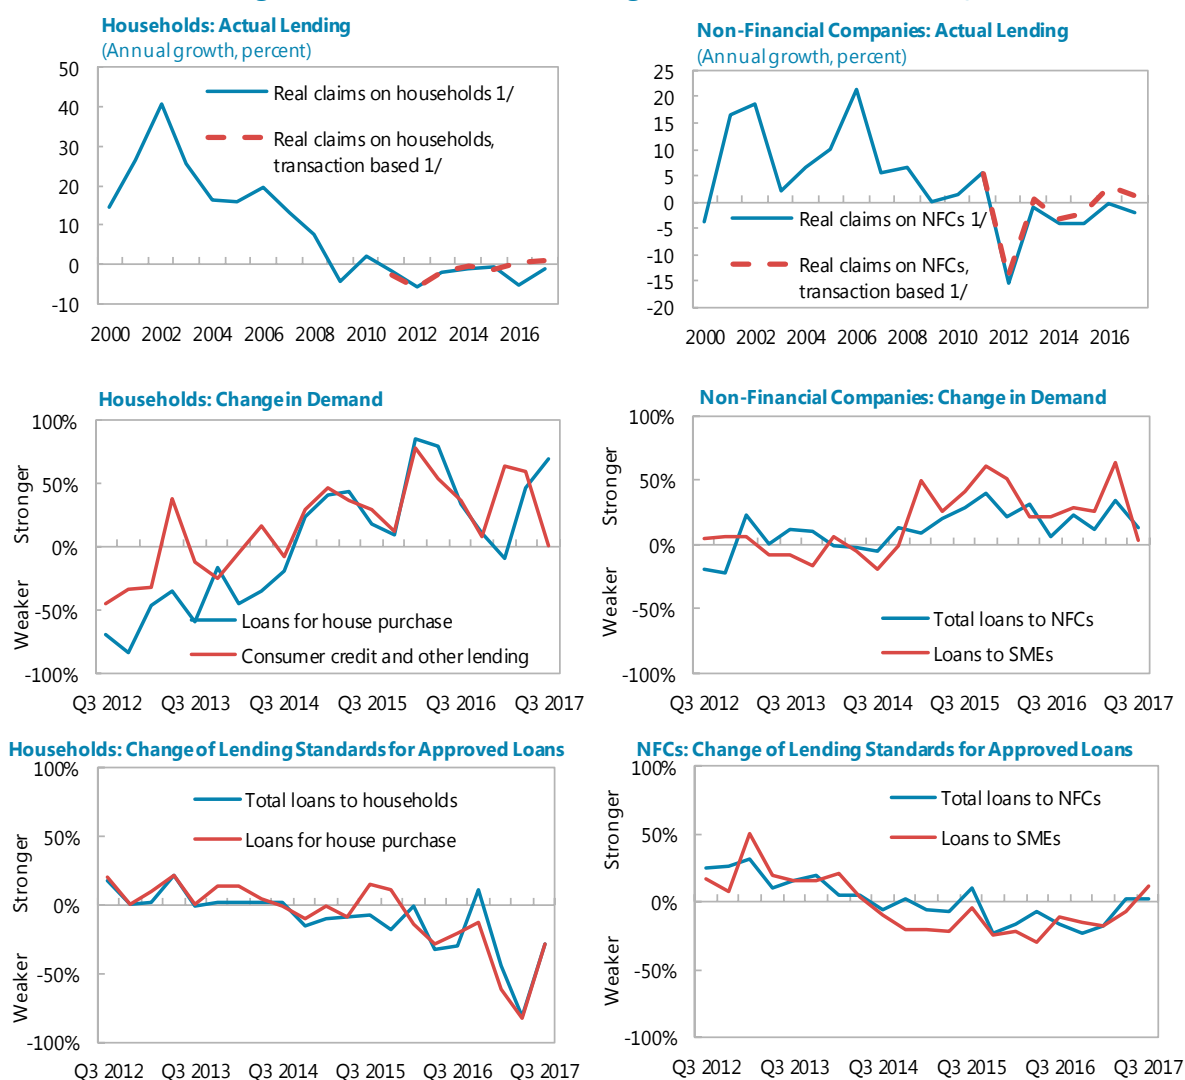 Households: Actual Lending
(Annual growth, percent)
50
40
30
20
10
0
-10
Real claims on households 1/
Real claims on households,
transaction based 1/
2000 2002 2004 2006 2008 2010 2012 2014 2016
Non-Financial Companies: Actual Lending
(Annual growth, percent)
25
20
15
10
5
0
-5
-10
-15
-20
Real claims on NFCs 1/
Real claims on NFCs,
transaction based 1/
2000 2002 2004 2006 2008 2010 2012 2014 2016
Households: Change in Demand
100%
50%
0%
-50%
-100%
Stronger
Weaker
Loans for house purchase
Consumer credit and other lending
Q3 2012 Q3 2013 Q3 2014 Q3 2015 Q3 2016 Q3 2017
Non-Financial Companies: Change in Demand
100%
50%
0%
-50%
-100%
Stronger
Weaker
Total loans to NFCs
Loans to SMEs
Q3 2012 Q3 2013 Q3 2014 Q3 2015 Q3 2016 Q3 2017
Households: Change of Lending Standards for Approved Loans
100%
50%
0%
-50%
-100%
Stronger
Weaker
Total loans to households
Loans for house purchase
Q3 2012 Q3 2013 Q3 2014 Q3 2015 Q3 2016 Q3 2017
NFCs: Change of Lending Standards for Approved Loans
100%
50%
0%
-50%
-100%
Stronger
Weaker
Total loans to NFCs
Loans to SMEs
Q3 2012 Q3 2013 Q3 2014 Q3 2015 Q3 2016 Q3 2017